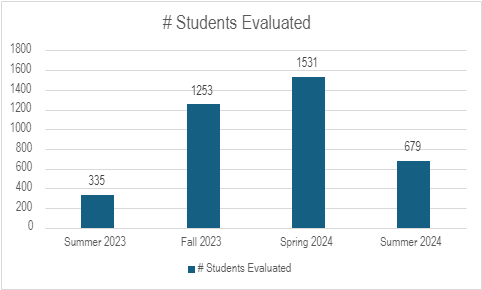 # Students Evaluated
1800
1600
1400
1200
1000
800
600
400
200
0
335
1253
1531
679
Summer 2023
Fall 2023
Spring 2024
Summer 2024
# Students Evaluated